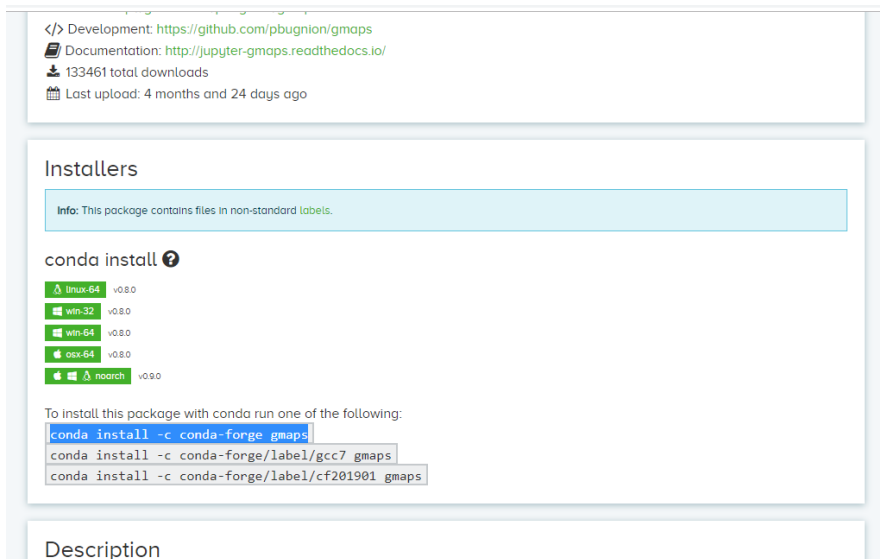 </> Development: https://github.com/pbugnion/gmaps
Documentation: http://jupyter-gmaps.readthedocs.io/
133461 total downloads
Last upload: 4 months and 24 days ago
Installers
Info: This package contains files in non-standard labels.
conda install ?
linux-64 v0.8.0
win-32 v0.8.0
win-64 v0.8.0
osx-64 v0.8.0
noarch v0.9.0
To install this package with conda run one of the following:
conda install -c conda-forge gmaps
conda install -c conda-forge/label/gcc7 gmaps
conda install -c conda-forge/label/cf201901 gmaps
Description